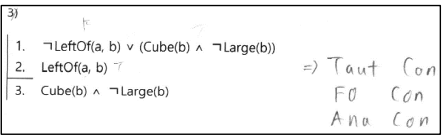 3)
1. ¬LeftOf(a, b) ∨ (Cube(b) ∧ ¬Large(b))
2. LeftOf(a, b)
3. Cube(b) ∧ ¬Large(b)
=> Taut Con
FO Con
Ana Con